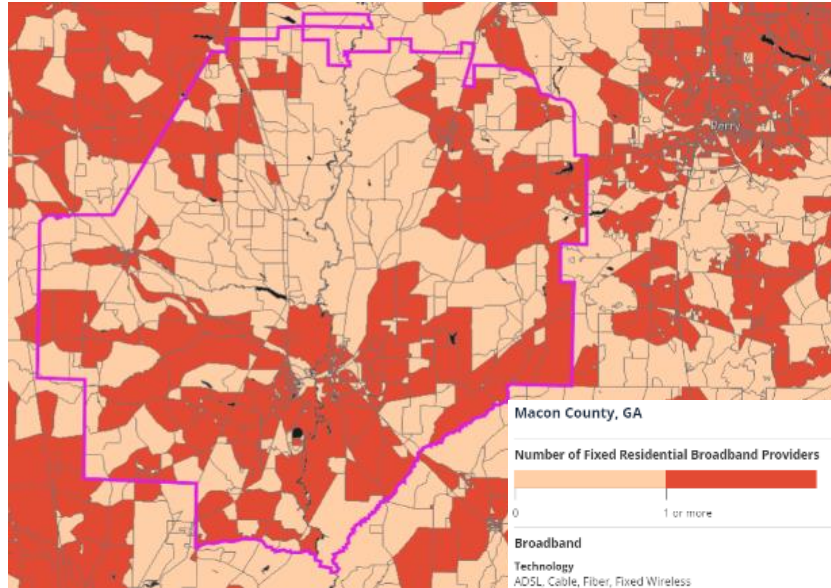 Perry
Macon County, GA
Number of Fixed Residential Broadband Providers
0 1 or more
Broadband
Technology
ADSL, Cable, Fiber, Fixed Wireless